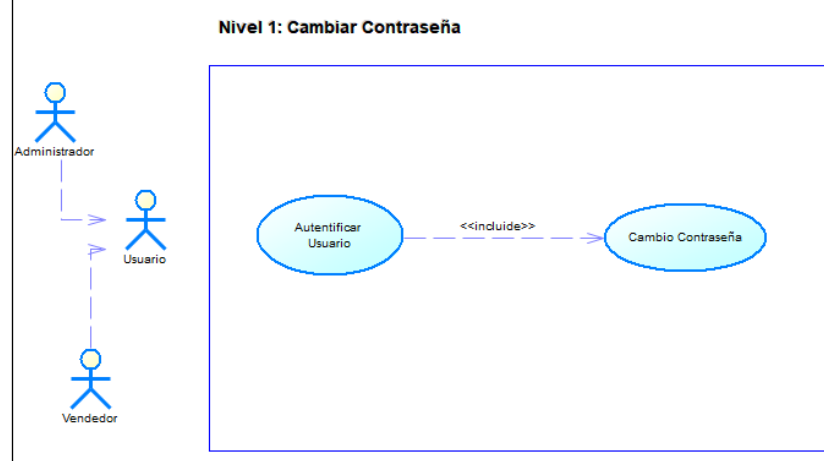 Nivel 1: Cambiar Contraseña
Administrador
Usuario
Vendedor
Autentificar
Usuario
<<incluide>>
Cambio Contraseña